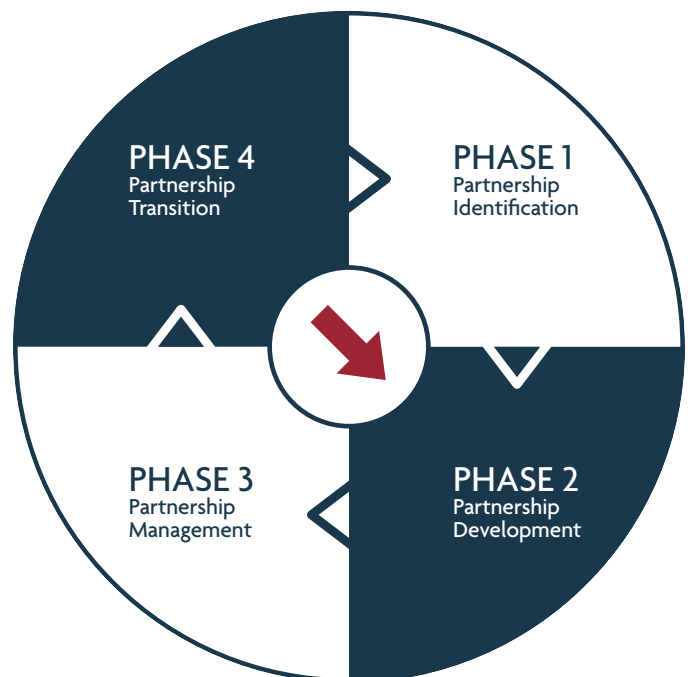 PHASE 4
Partnership
Transition
PHASE 1
Partnership
Identification
PHASE 3
Partnership
Management
PHASE 2
Partnership
Development